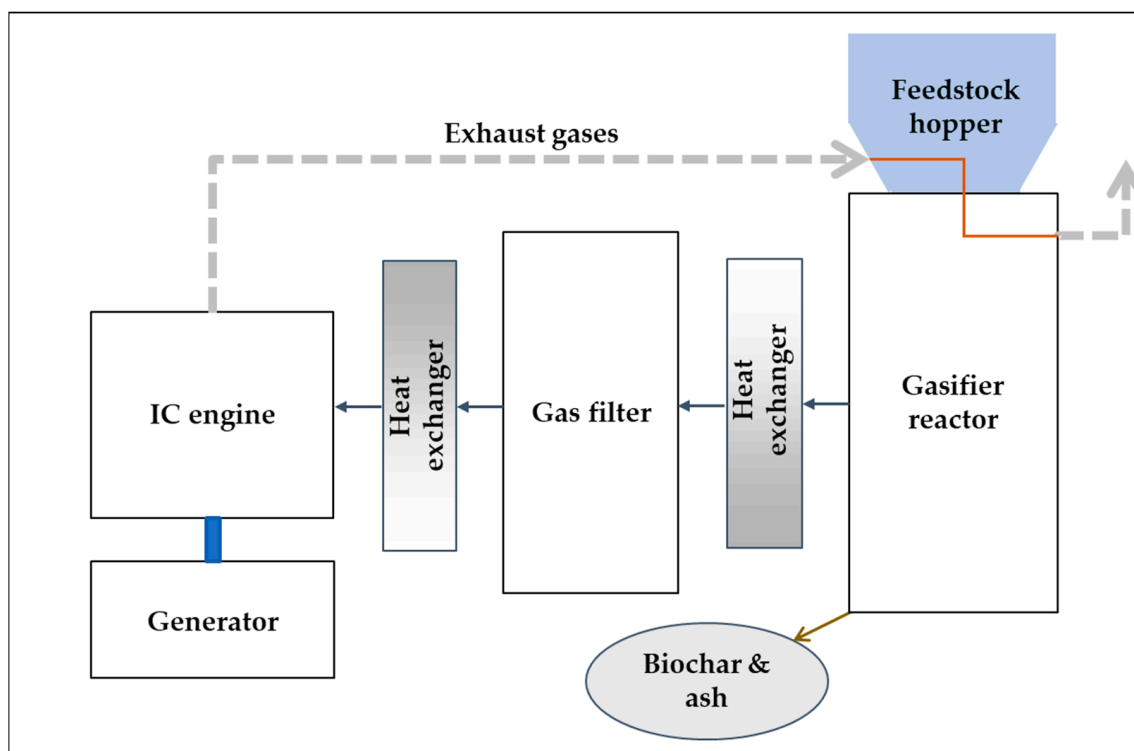 Feedstock
hopper
Exhaust gases
IC engine
Heat
exchanger
Gas filter
Heat
exchanger
Gasifier
reactor
Generator
Biochar &
ash